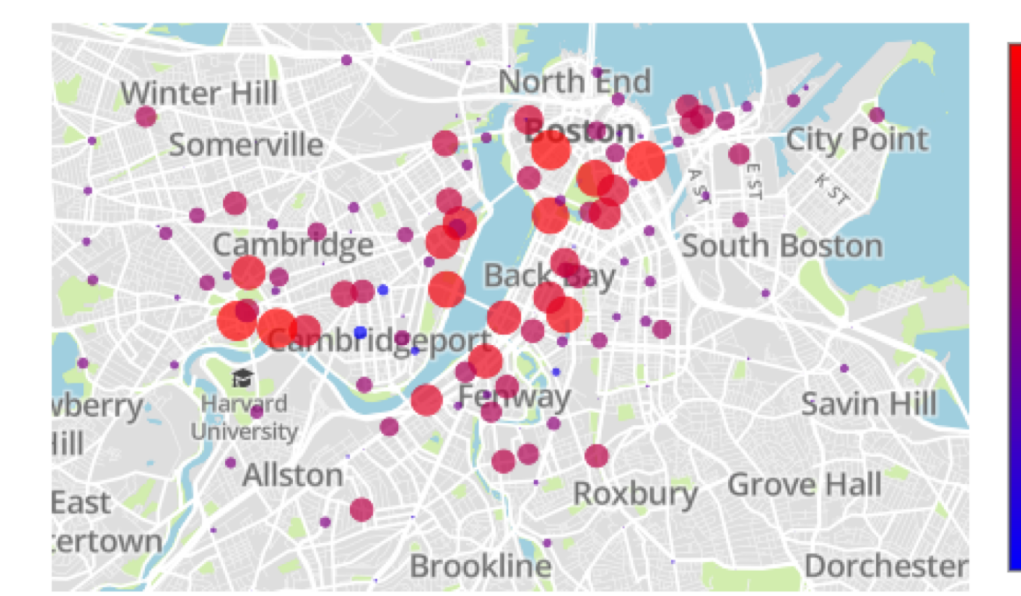 North End
Winter Hill
Boston
City Point
Somerville
A ST
E ST
K ST
Cambridge
South Boston
Back Bay
Cambridgeport
Fenway
wberry
Hill
Harvard
University
Savin Hill
Allston
Roxbury
Grove Hall
East
tertown
Brookline
Dorchester